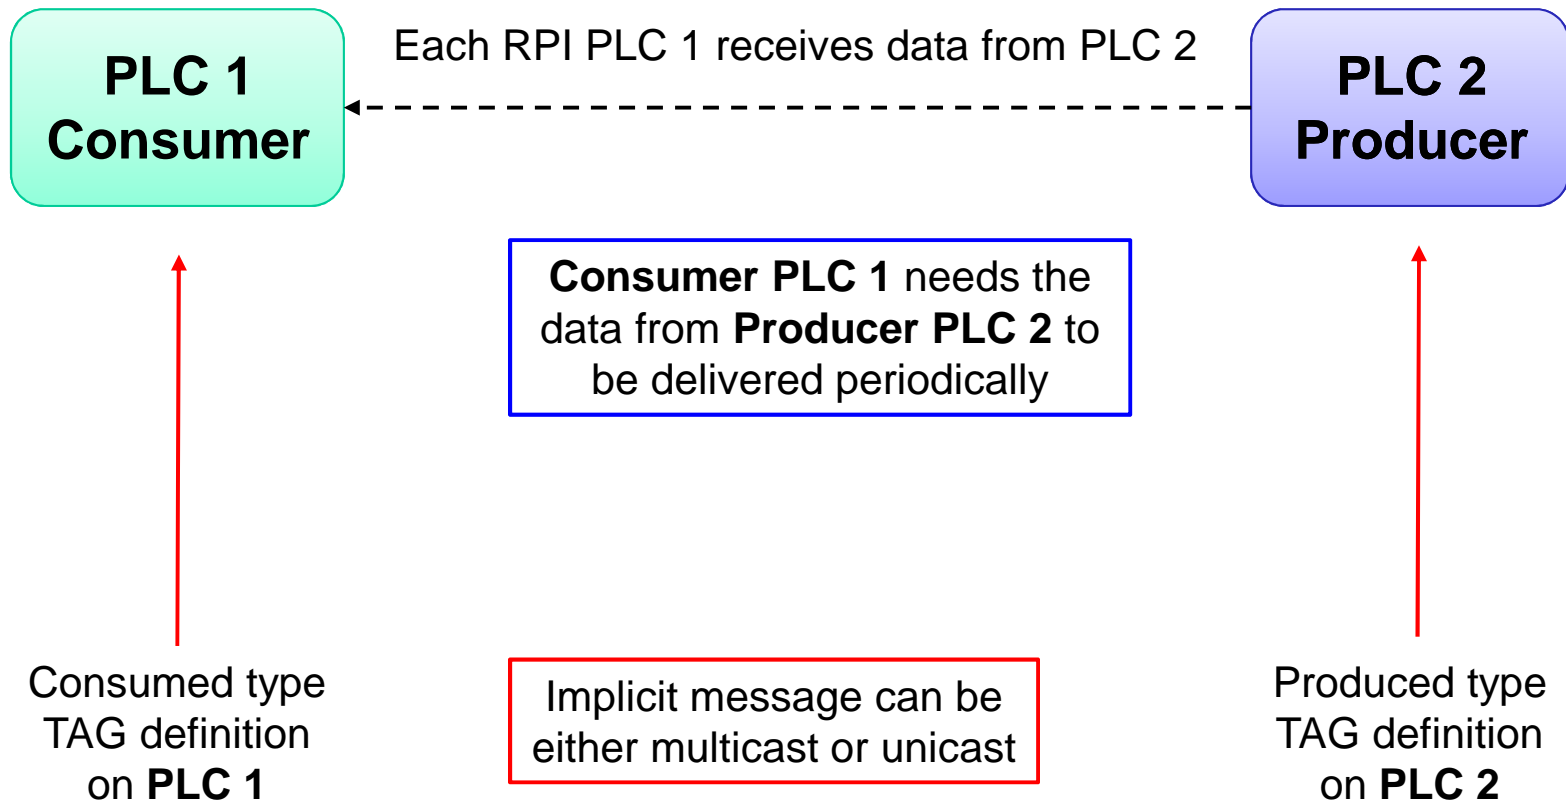 PLC 1
Consumer
Each RPI PLC 1 receives data from PLC 2
PLC 2
Producer
Consumer PLC 1 needs the
data from Producer PLC 2 to
be delivered periodically
Consumed type
TAG definition
on PLC 1
Implicit message can be
either multicast or unicast
Produced type
TAG definition
on PLC 2